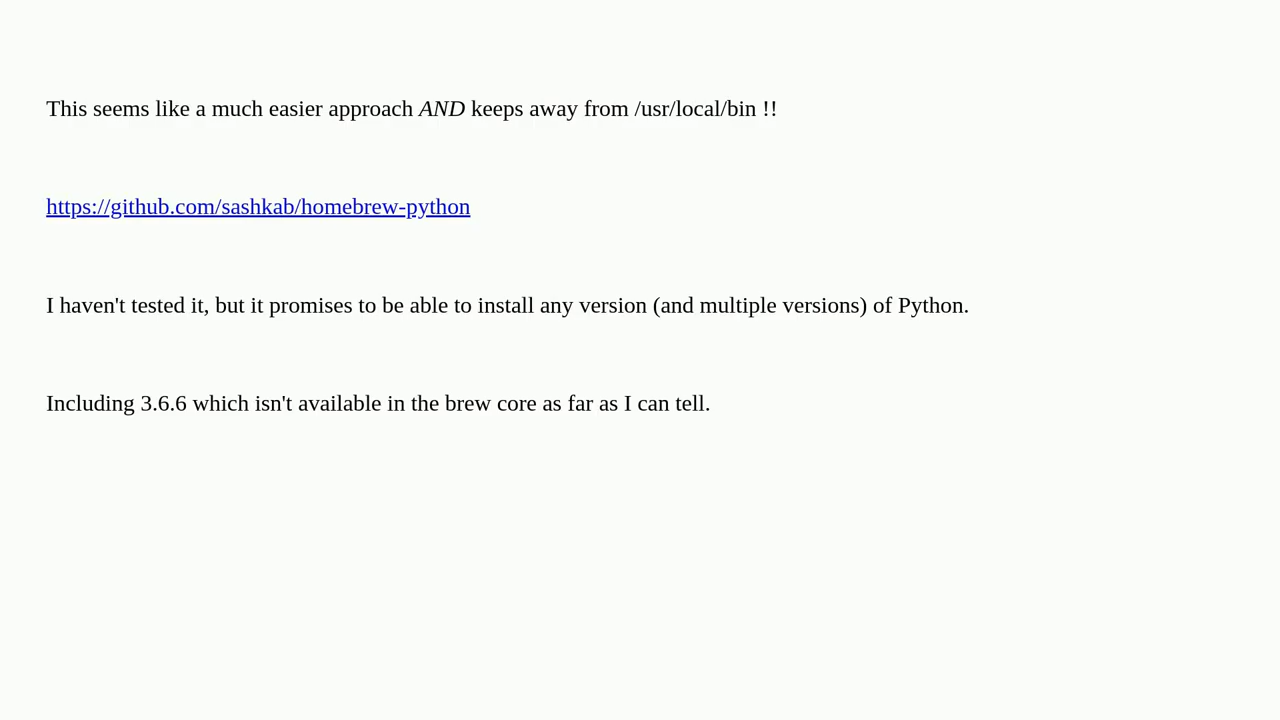 This seems like a much easier approach AND keeps away from /usr/local/bin !!
https://github.com/sashkab/homebrew-python
I haven't tested it, but it promises to be able to install any version (and multiple versions) of Python.
Including 3.6.6 which isn't available in the brew core as far as I can tell.